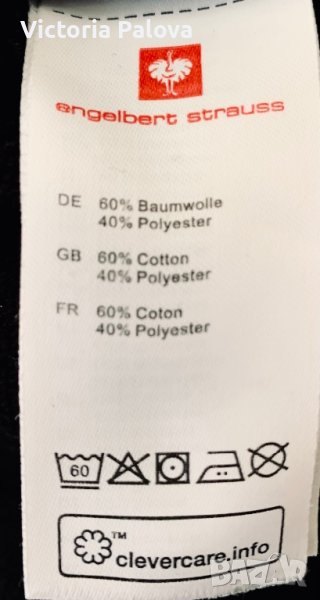 Victoria Palova
engelbert strauss
DE 60% Baumwolle
40% Polyester
GB 60% Cotton
40% Polyester
FR 60% Coton
40% Polyester
60
™
clevercare.info
BAZAR